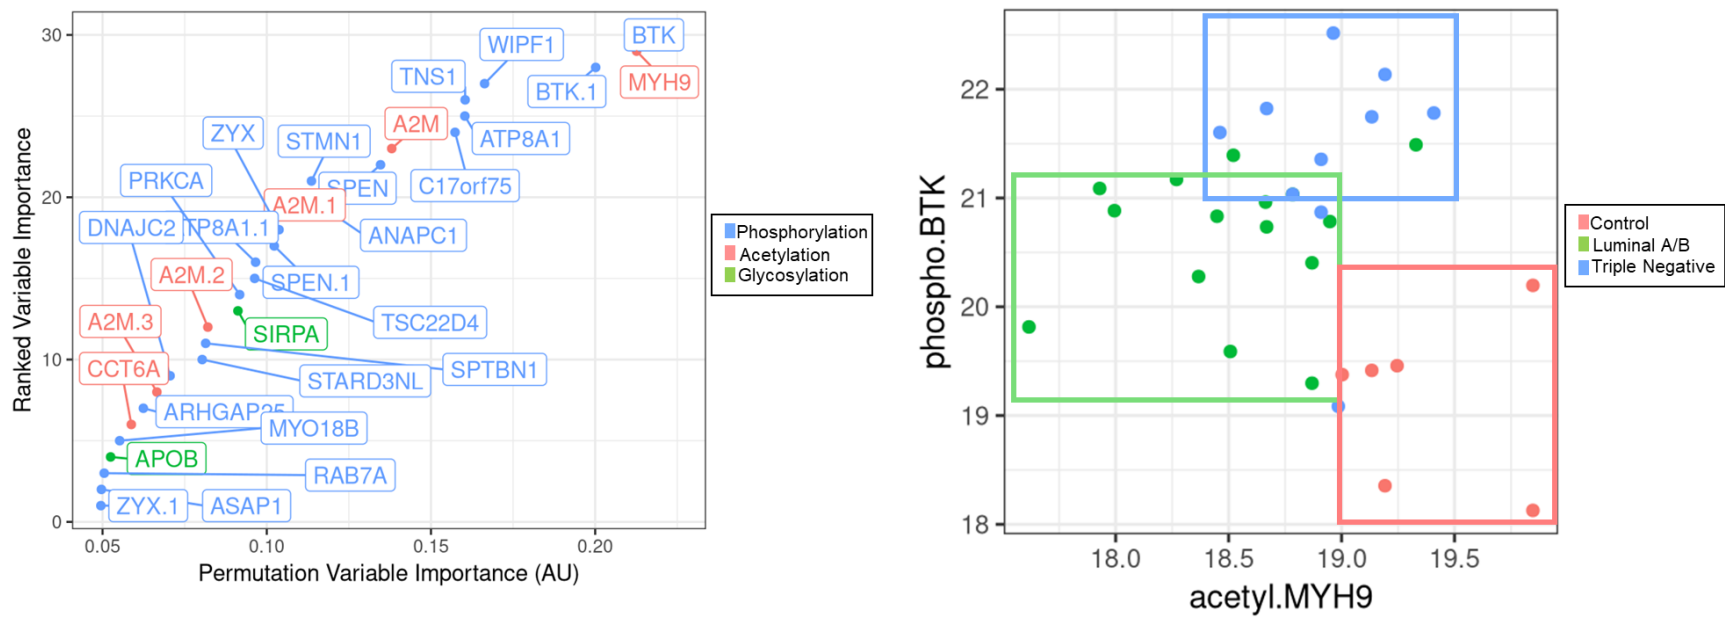 30
20
10
0
Ranked Variable Importance
0.05
0.10
0.15
0.20
Permutation Variable Importance (AU)
WIPF1
BTK
TNS1
BTK.1
MYH9
ZYX
STMN1
A2M
ATP8A1
PRKCA
SPEN
C17orf75
A2M.1
DNAJC2
TP8A1.1
ANAPC1
A2M.2
SPEN.1
A2M.3
SIRPA
TSC22D4
CCT6A
STARD3NL
SPTBN1
ARHGAP25
MYO18B
APOB
RAB7A
ZYX.1
ASAP1
Phosphorylation
Acetylation
Glycosylation
22
21
20
19
18
phospho.BTK
18.0
18.5
19.0
19.5
acetyl.MYH9
Control
Luminal A/B
Triple Negative